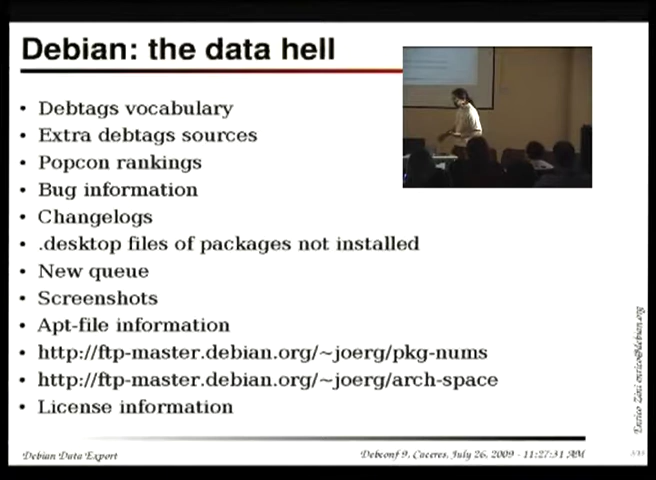 Debian: the data hell
• Debtags vocabulary
• Extra debtags sources
• Popcon rankings
• Bug information
• Changelogs
• .desktop files of packages not installed
• New queue
• Screenshots
• Apt-file information
• http://ftp-master.debian.org/~joerg/pkg-nums
• http://ftp-master.debian.org/~joerg/arch-space
• License information
Enrico Zini enrico@debian.org
Debian Data Export
Debconf 9, Caceres, July 26, 2009 - 11:27:31 AM